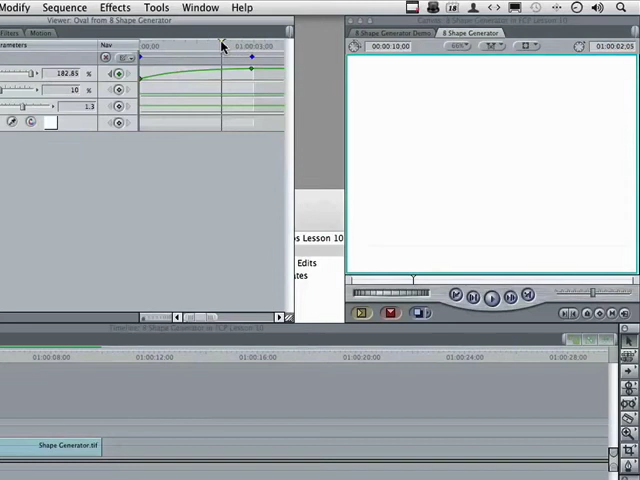 Modify Sequence Effects Tools Window Help
18
Viewer: Oval from 8 Shape Generator
Filters Motion
Parameters Nav 00;00 01:00:03;00
182.85 %
10 %
1.3
Canvas: 8 Shape Generator in FCP Lesson 10
8 Shape Generator Demo 8 Shape Generator
00:00:10;00 66% 01:00:02;05
ps Lesson 10
Edits
ates
Timeline: 8 Shape Generator in FCP Lesson 10
01:00:08;00 01:00:12;00 01:00:16;00 01:00:20;00 01:00:24;00 01:00:28;00
Shape Generator.tif